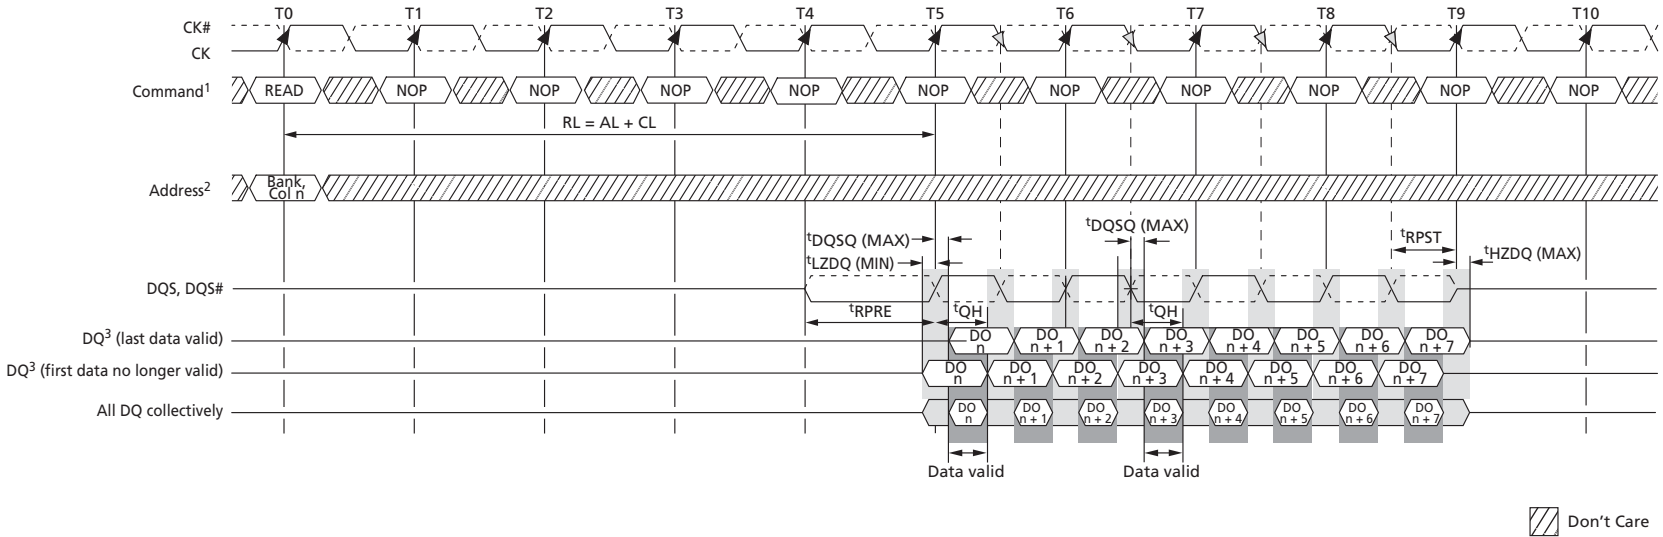 T0 T1 T2 T3 T4 T5 T6 T7 T8 T9 T10
CK#
CK
Command1 READ NOP NOP NOP NOP NOP NOP NOP NOP NOP NOP
RL = AL + CL
Address2 Bank, Col n
tDQSQ (MAX) tDQSQ (MAX) tRPST
tLZDQ (MIN) tHZDQ (MAX)
DQS, DQS#
tRPRE tQH tQH
DQ3 (last data valid) DO n DO n + 1 DO n + 2 DO n + 3 DO n + 4 DO n + 5 DO n + 6 DO n + 7
DQ3 (first data no longer valid) DO n DO n + 1 DO n + 2 DO n + 3 DO n + 4 DO n + 5 DO n + 6 DO n + 7
All DQ collectively DO n DO n + 1 DO n + 2 DO n + 3 DO n + 4 DO n + 5 DO n + 6 DO n + 7
Data valid Data valid
Don't Care